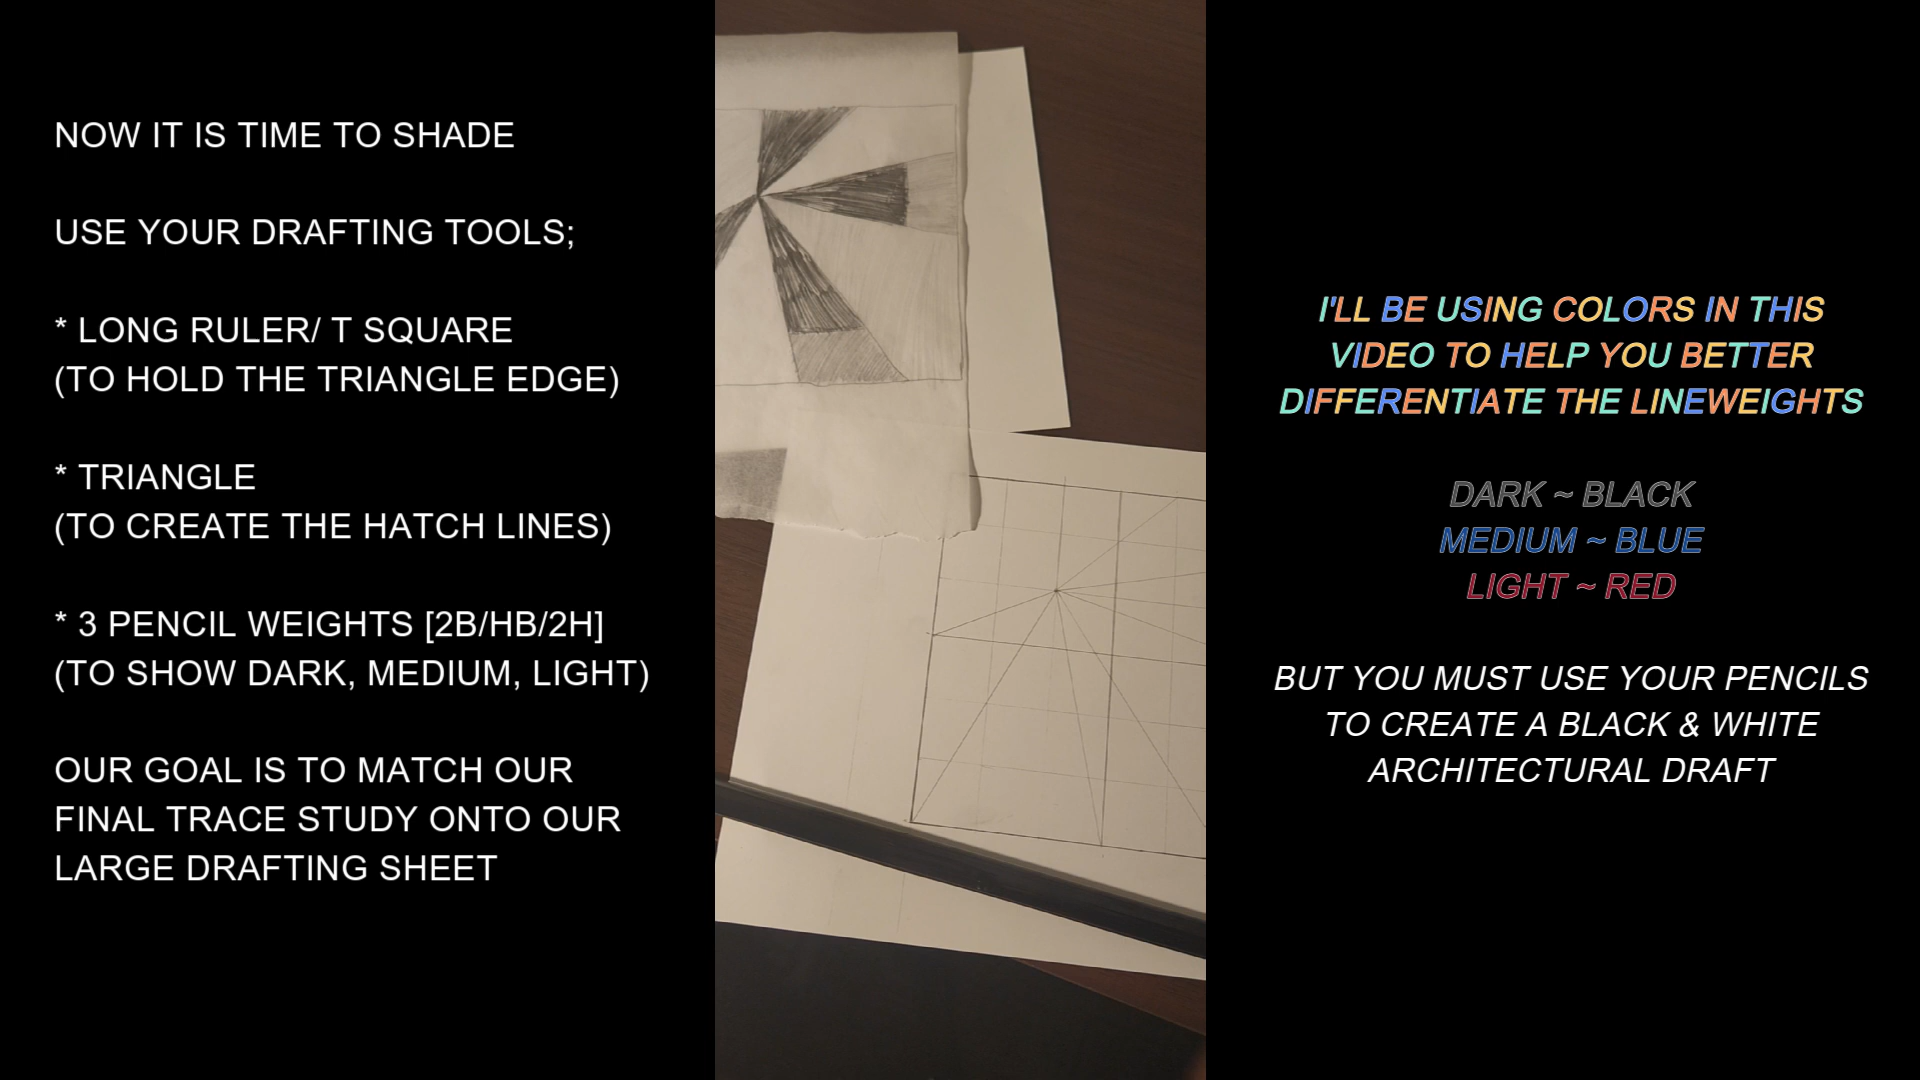 NOW IT IS TIME TO SHADE
USE YOUR DRAFTING TOOLS;
* LONG RULER/ T SQUARE
(TO HOLD THE TRIANGLE EDGE)
* TRIANGLE
(TO CREATE THE HATCH LINES)
* 3 PENCIL WEIGHTS [2B/HB/2H]
(TO SHOW DARK, MEDIUM, LIGHT)
OUR GOAL IS TO MATCH OUR
FINAL TRACE STUDY ONTO OUR
LARGE DRAFTING SHEET
I'LL BE USING COLORS IN THIS
VIDEO TO HELP YOU BETTER
DIFFERENTIATE THE LINEWEIGHTS
DARK ~ BLACK
MEDIUM ~ BLUE
LIGHT ~ RED
BUT YOU MUST USE YOUR PENCILS
TO CREATE A BLACK & WHITE
ARCHITECTURAL DRAFT